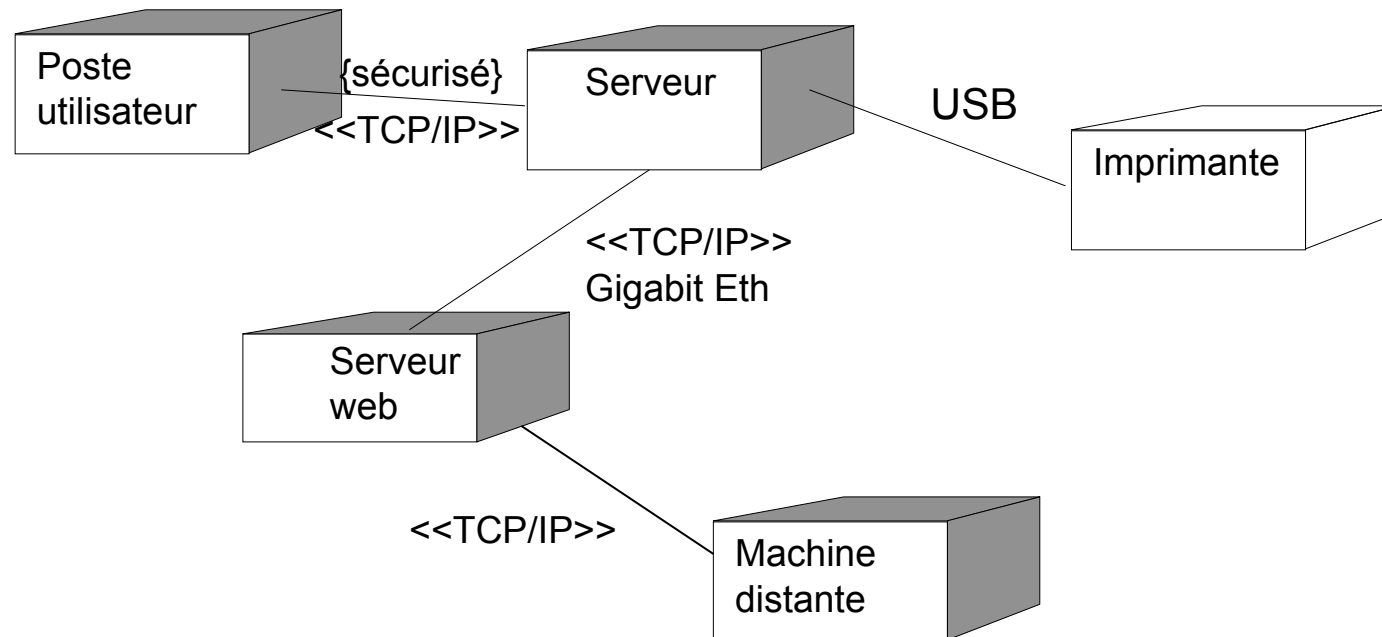 Poste
utilisateur
{sécurisé}
<<TCP/IP>>
Serveur
USB
Imprimante
<<TCP/IP>>
Gigabit Eth
Serveur
web
<<TCP/IP>>
Machine
distante